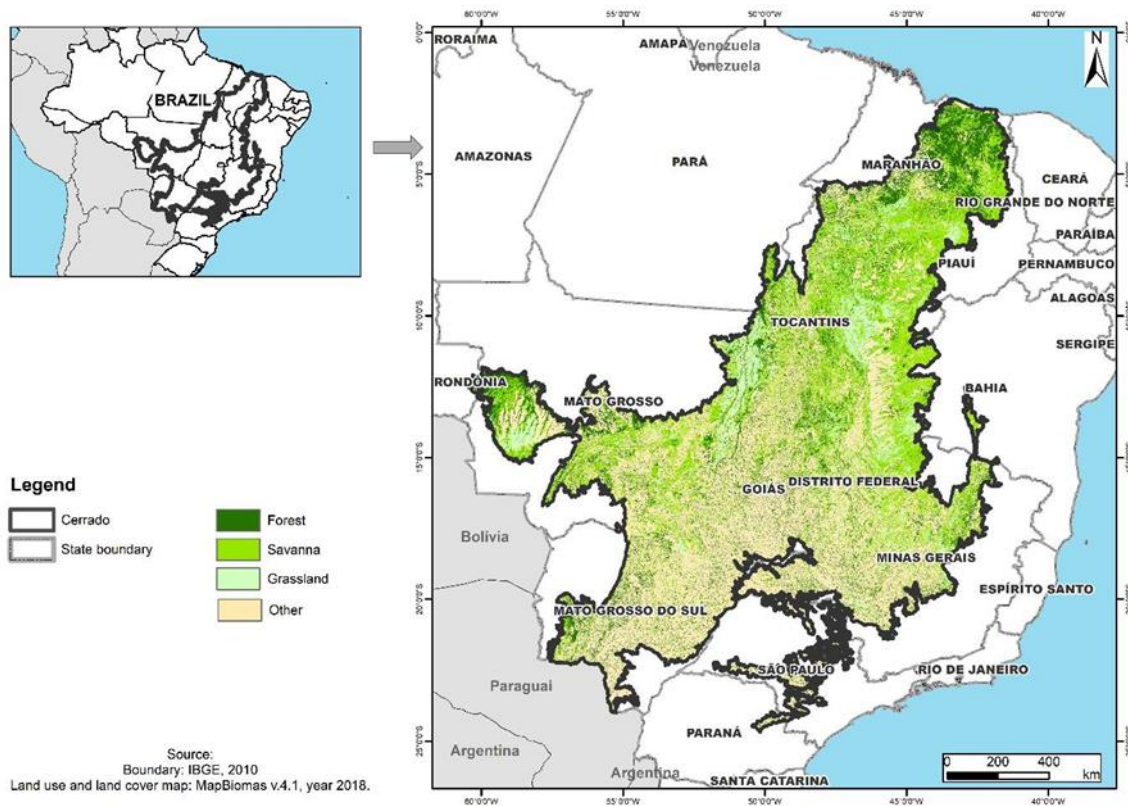 BRAZIL
Legend
Cerrado
State boundary
Forest
Savanna
Grassland
Other
Source:
Boundary: IBGE, 2010
Land use and land cover map: MapBiomas v.4.1, year 2018.
60°0'0"W 55°0'0"W 50°0'0"W 45°0'0"W 40°0'0"W
N
RORAIMA
AMAPÁ
Venezuela
Venezuela
AMAZONAS
PARÁ
MARANHÃO
CEARÁ
RIO GRANDE DO NORTE
PARAÍBA
PIAUÍ
PERNAMBUCO
ALAGOAS
TOCANTINS
SERGIPE
RONDÔNIA
MATO GROSSO
BAHIA
GOIÁS
DISTRITO FEDERAL
Bolívia
MINAS GERAIS
ESPÍRITO SANTO
MATO GROSSO DO SUL
SÃO PAULO
RIO DE JANEIRO
Paraguai
PARANÁ
Argentina
Argentina
SANTA CATARINA
0°0'0"
5°0'0"S
10°0'0"S
15°0'0"S
20°0'0"S
25°0'0"S
0 200 400
km
60°0'0"W 55°0'0"W 50°0'0"W 45°0'0"W 40°0'0"W